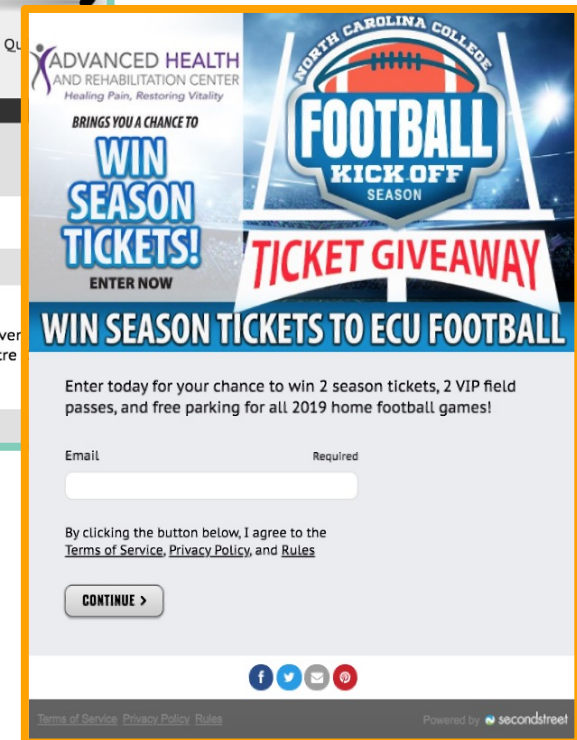 Qu
ver
tre
ADVANCED HEALTH
AND REHABILITATION CENTER
Healing Pain, Restoring Vitality
BRINGS YOU A CHANCE TO
WIN
SEASON
TICKETS!
ENTER NOW
NORTH CAROLINA COLLEGE
FOOTBALL
KICK OFF
SEASON
TICKET GIVEAWAY
WIN SEASON TICKETS TO ECU FOOTBALL
Enter today for your chance to win 2 season tickets, 2 VIP field
passes, and free parking for all 2019 home football games!
Email Required
By clicking the button below, I agree to the
Terms of Service, Privacy Policy, and Rules
CONTINUE >
Terms of Service Privacy Policy Rules Powered by secondstreet